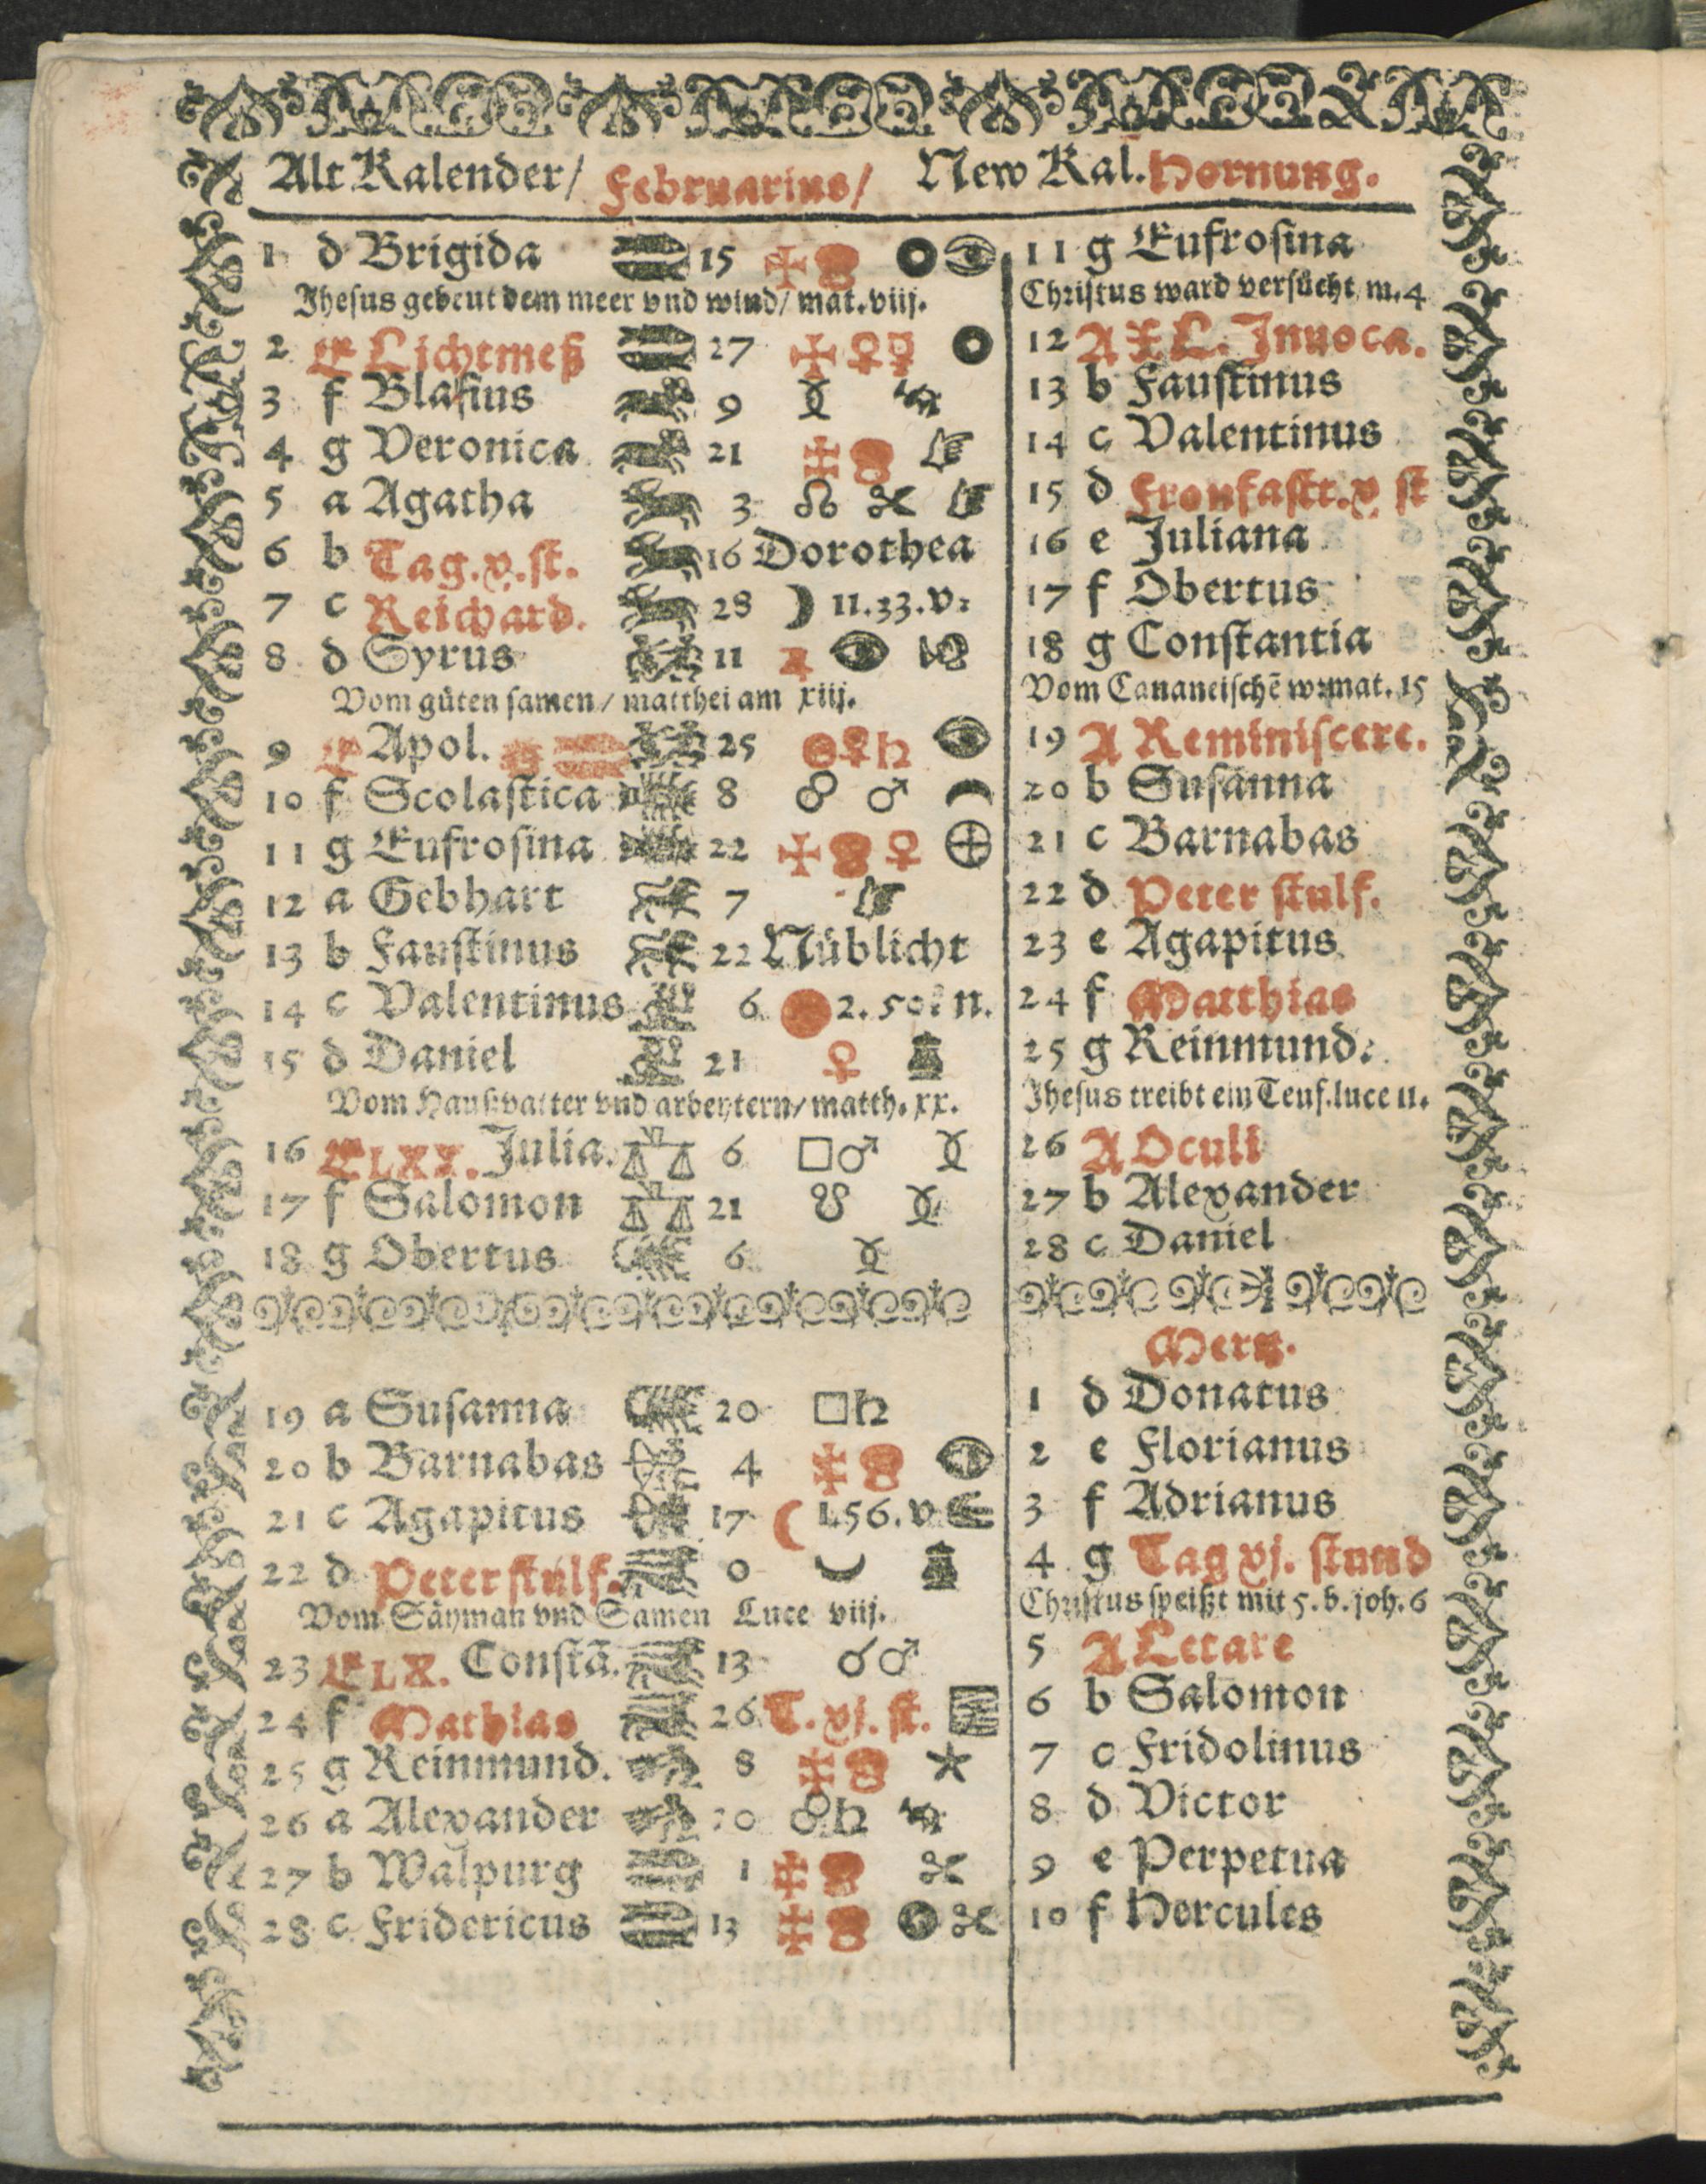 Alt Kalender/ Februarius/ New Kal. Hornung.
1 d Brigida 15
Jhesus gebeut dem meer vnd wind/ mat. viij.
2 E Lichtmeß 27
3 f Blasius 9
4 g Veronica 21
5 a Agatha 3
6 b Tag. v. st. 16 Dorothea
7 c Reichard. 28 11.33.v.
8 d Syrus 11
Vom gůten samen/ matthei am xiij.
9 E Apol. 25
10 f Scolastica 8
11 g Eufrosina 22
12 a Gebhart 7
13 b Faustinus 22 Nüblicht
14 c Valentinus 6 2.50. n.
15 d Daniel 21
Vom Haußvatter vnd arbeytern/ matth. xx.
16 E LXX. Julia. 6
17 f Salomon 21
18 g Obertus 6
19 a Susanna 20
20 b Barnabas 4
21 c Agapitus 17 1.56. v
22 d Peter stulf. 0
Vom Säyman vnd Samen Luce viij.
23 E LX. Constā. 13
24 f Mathias 26 T. vj. st.
25 g Reinmund. 8
26 a Alexander 20
27 b Walpurg 1
28 c Fridericus 13
11 g Eufrosina
Christus ward versůcht m. 4
12 A XL. Inuoca.
13 b Faustinus
14 c Valentinus
15 d Fronfast. v st
16 e Juliana
17 f Obertus
18 g Constantia
Vom Cananeischē w. mat. 15
19 A Reminiscere.
20 b Susanna
21 c Barnabas
22 d Peter stulf.
23 e Agapitus
24 f Matthias
25 g Reinmund.
Jhesus treibt ein Teuf. luce 11.
26 A Oculi
27 b Alexander
28 c Daniel
Mertz.
1 d Donatus
2 e Florianus
3 f Adrianus
4 g Tag vj. stund
Christus speißt mit 5. b. joh. 6
5 A Letare
6 b Salomon
7 c Fridolinus
8 d Victor
9 e Perpetua
10 f Hercules